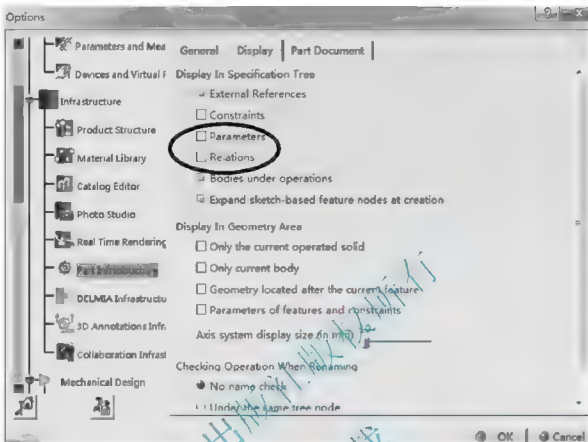 Options
Parameters and Mea
Devices and Virtual F
Infrastructure
Product Structure
Material Library
Catalog Editor
Photo Studio
Real Time Rendering
Part Infrastructure
DELMIA Infrastructu
3D Annotations Infra
Collaboration Infrast
Mechanical Design
General Display Part Document
Display In Specification Tree
External References
Constraints
Parameters
Relations
Bodies under operations
Expand sketch-based feature nodes at creation
Display In Geometry Area
Only the current operated solid
Only current body
Geometry located after the current feature
Parameters of features and constraints
Axis system display size (in mm)
Checking Operation When Renaming
No name check
Under the same tree node
OK Cancel